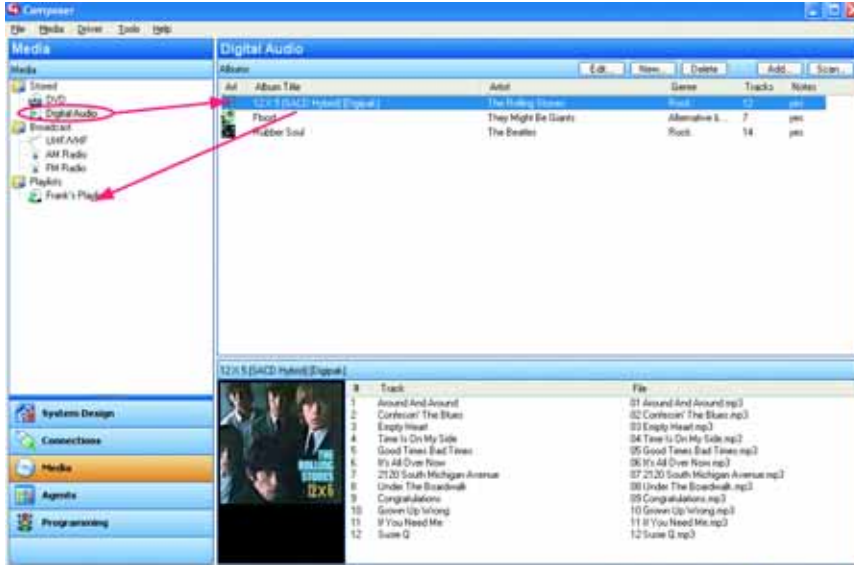 Composer
File Media Driver Tools Help
Media
Digital Audio
Media
Albums
Edit... New... Delete Add... Scan...
Stored
DVD
Digital Audio
Broadcast
UHF/VHF
AM Radio
FM Radio
Playlists
Frank's
Art Album Title Artist Genre Tracks Notes
12 X 5 [SACD Hybrid] [Digipak] The Rolling Stones Rock 12 yes
Flood They Might Be Giants Alternative &... 7 yes
Rubber Soul The Beatles Rock 14 yes
System Design
Connections
Media
Agents
Programming
12 X 5 [SACD Hybrid] [Digipak]
THE
ROLLING
STONES
12x5
# Track File
1 Around And Around 01 Around And Around.mp3
2 Confessin' The Blues 02 Confessin' The Blues.mp3
3 Empty Heart 03 Empty Heart.mp3
4 Time Is On My Side 04 Time Is On My Side.mp3
5 Good Times Bad Times 05 Good Times Bad Times.mp3
6 It's All Over Now 06 It's All Over Now.mp3
7 2120 South Michigan Avenue 07 2120 South Michigan Avenue.mp3
8 Under The Boardwalk 08 Under The Boardwalk.mp3
9 Congratulations 09 Congratulations.mp3
10 Grown Up Wrong 10 Grown Up Wrong.mp3
11 If You Need Me 11 If You Need Me.mp3
12 Susie Q 12 Susie Q.mp3